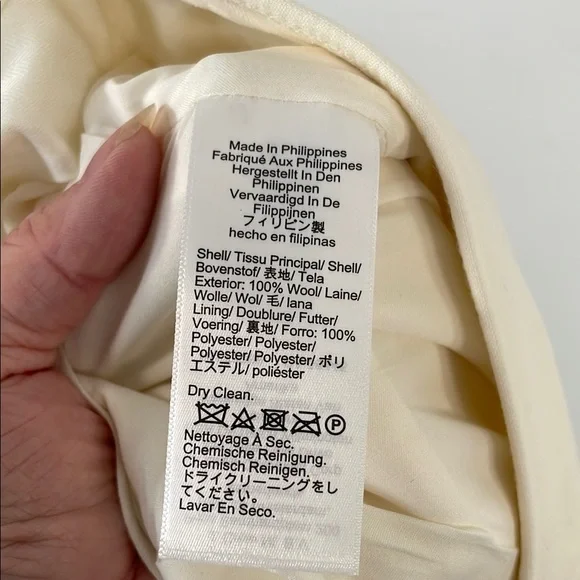 Made In Philippines
Fabriqué Aux Philippines
Hergestellt In Den
Philippinen
Vervaardigd In De
Filippijnen
フィリピン製
hecho en filipinas
Shell/ Tissu Principal/ Shell/
Bovenstof/ 表地/ Tela
Exterior: 100% Wool/ Laine/
Wolle/ Wol/ 毛/ lana
Lining/ Doublure/ Futter/
Voering/ 裏地/ Forro: 100%
Polyester/ Polyester/
Polyester/ Polyester/ ポリ
エステル/ poliéster
Dry Clean.
P
Nettoyage À Sec.
Chemische Reinigung.
Chemisch Reinigen.
ドライクリーニングをし
てください。
Lavar En Seco.